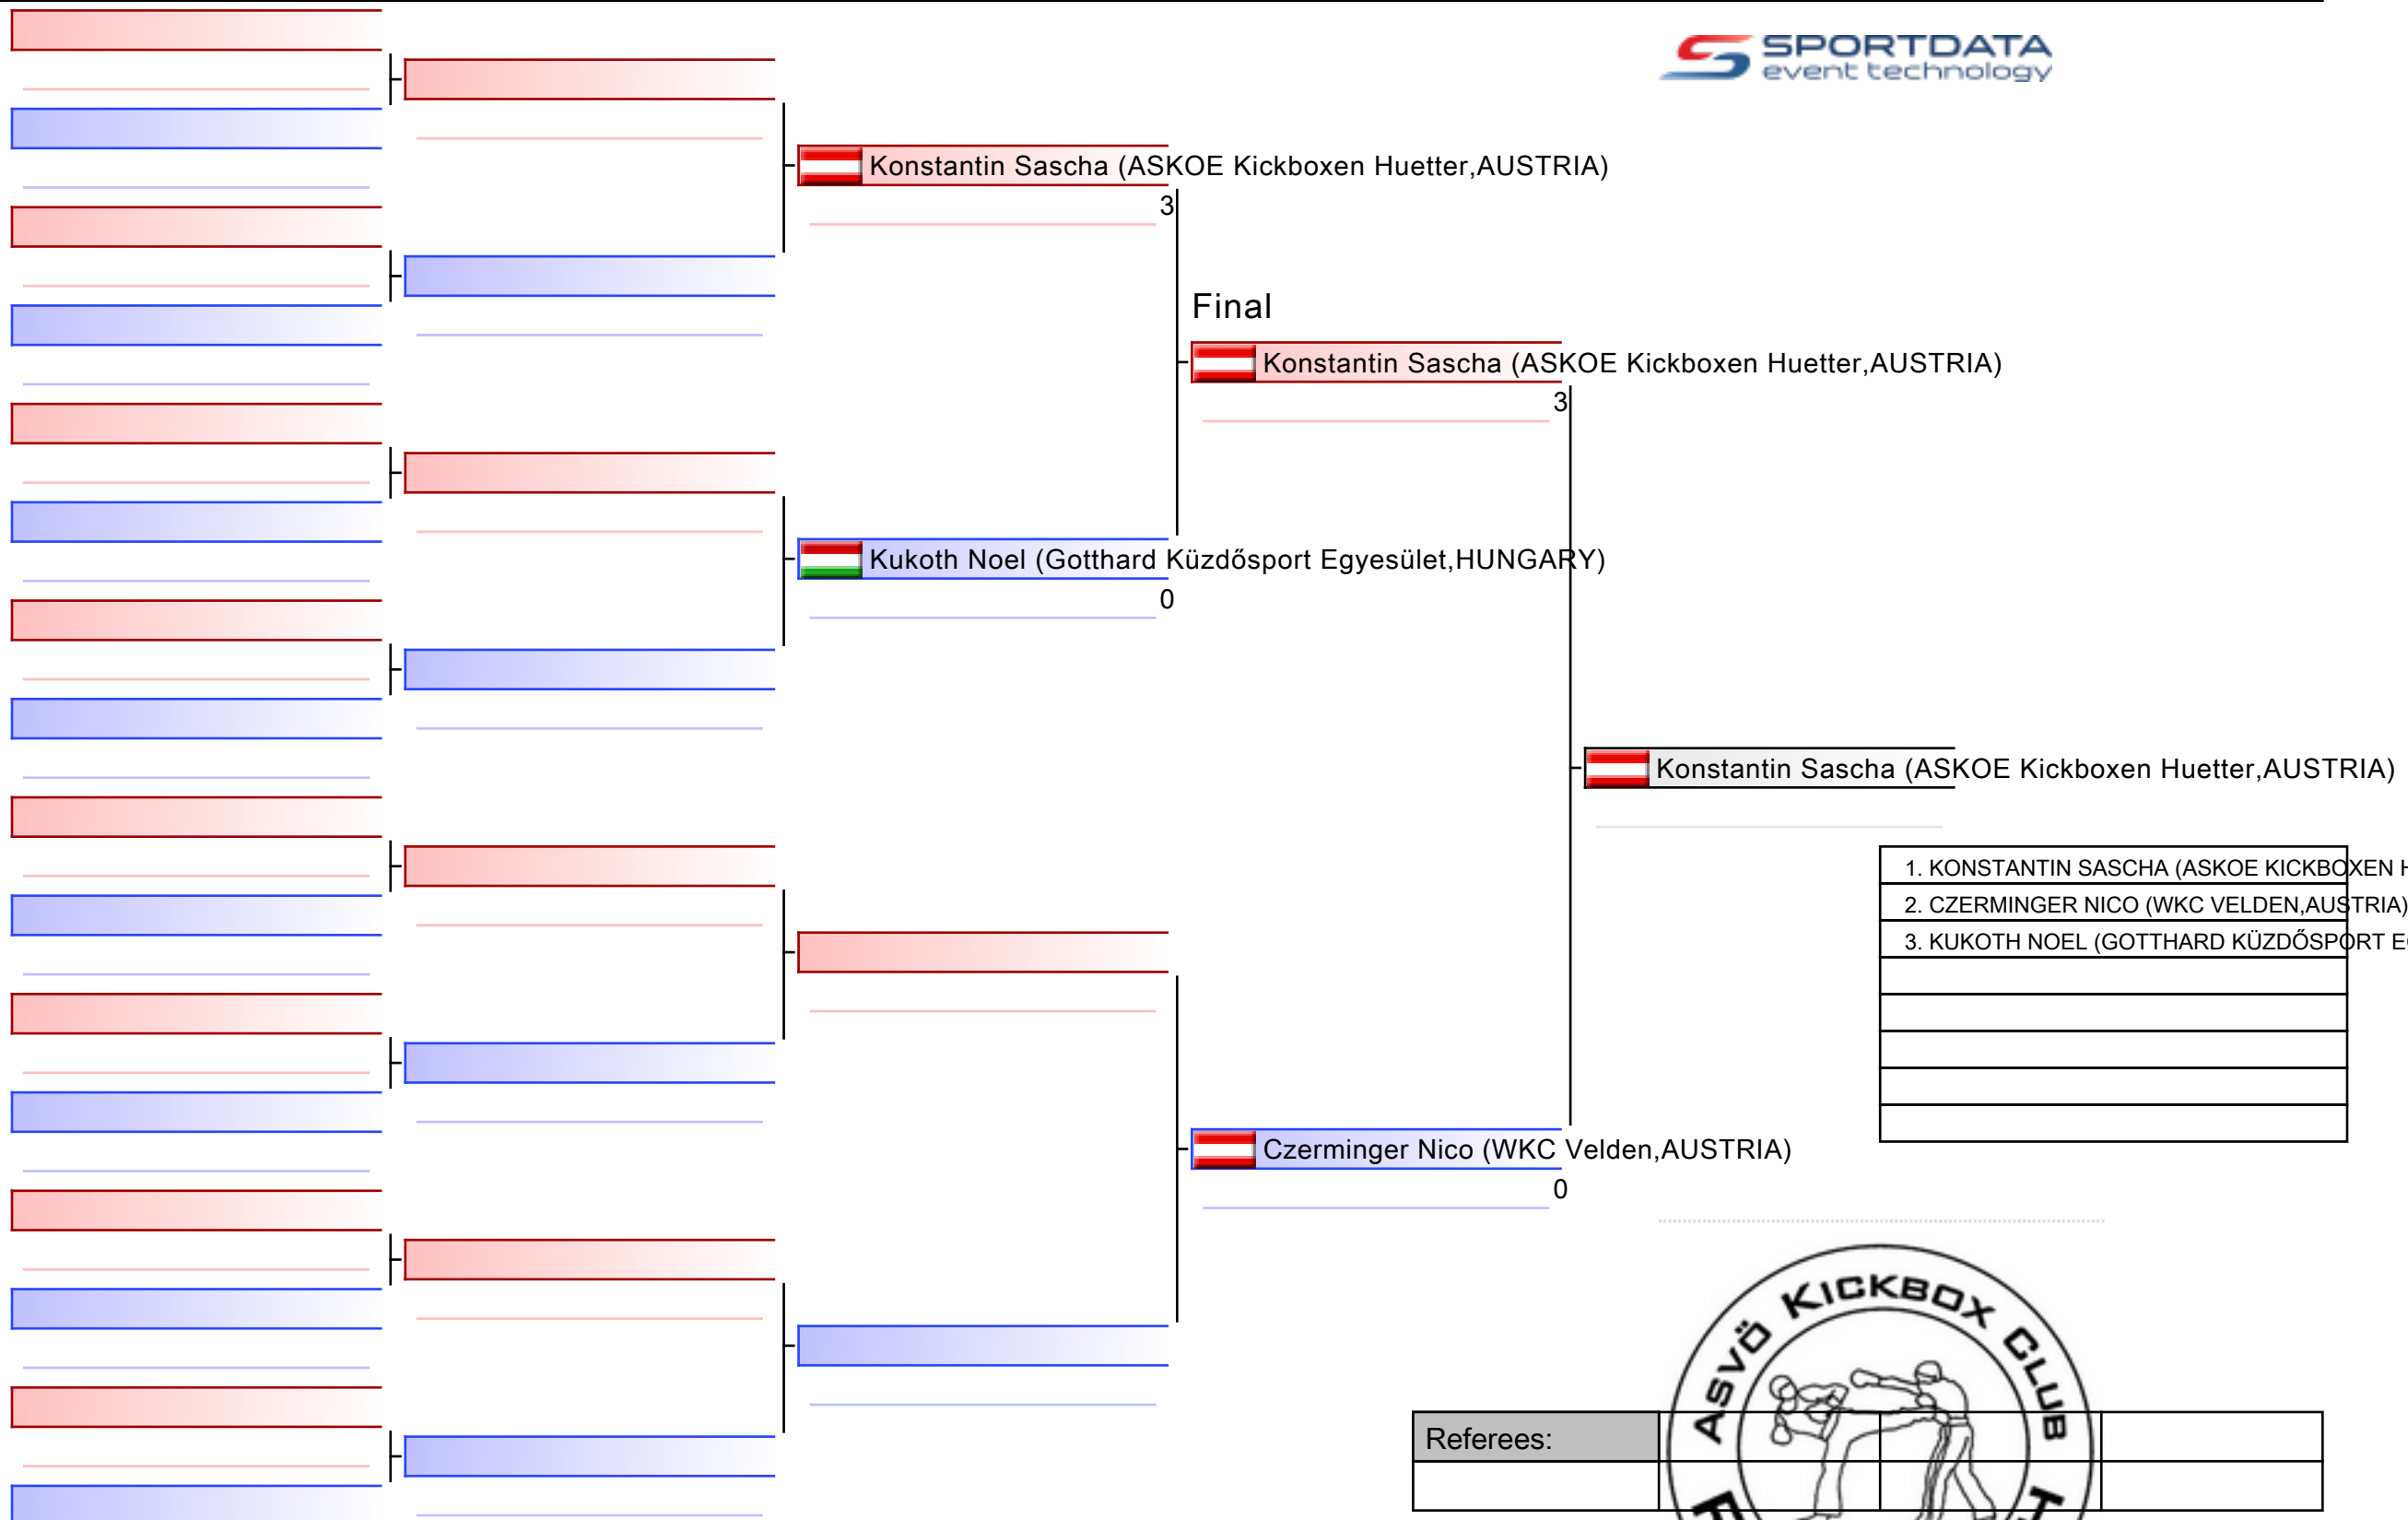 SPORTDATA
event technology
Konstantin Sascha (ASKOE Kickboxen Huetter,AUSTRIA)
3
Final
Konstantin Sascha (ASKOE Kickboxen Huetter,AUSTRIA)
3
Kukoth Noel (Gotthard Küzdősport Egyesület,HUNGARY)
0
Konstantin Sascha (ASKOE Kickboxen Huetter,AUSTRIA)
1. KONSTANTIN SASCHA (ASKOE KICKBOXEN H
2. CZERMINGER NICO (WKC VELDEN,AUSTRIA)
3. KUKOTH NOEL (GOTTHARD KÜZDŐSPORT E
Czerminger Nico (WKC Velden,AUSTRIA)
0
ASVÖ KICKBOX CLUB
Referees: